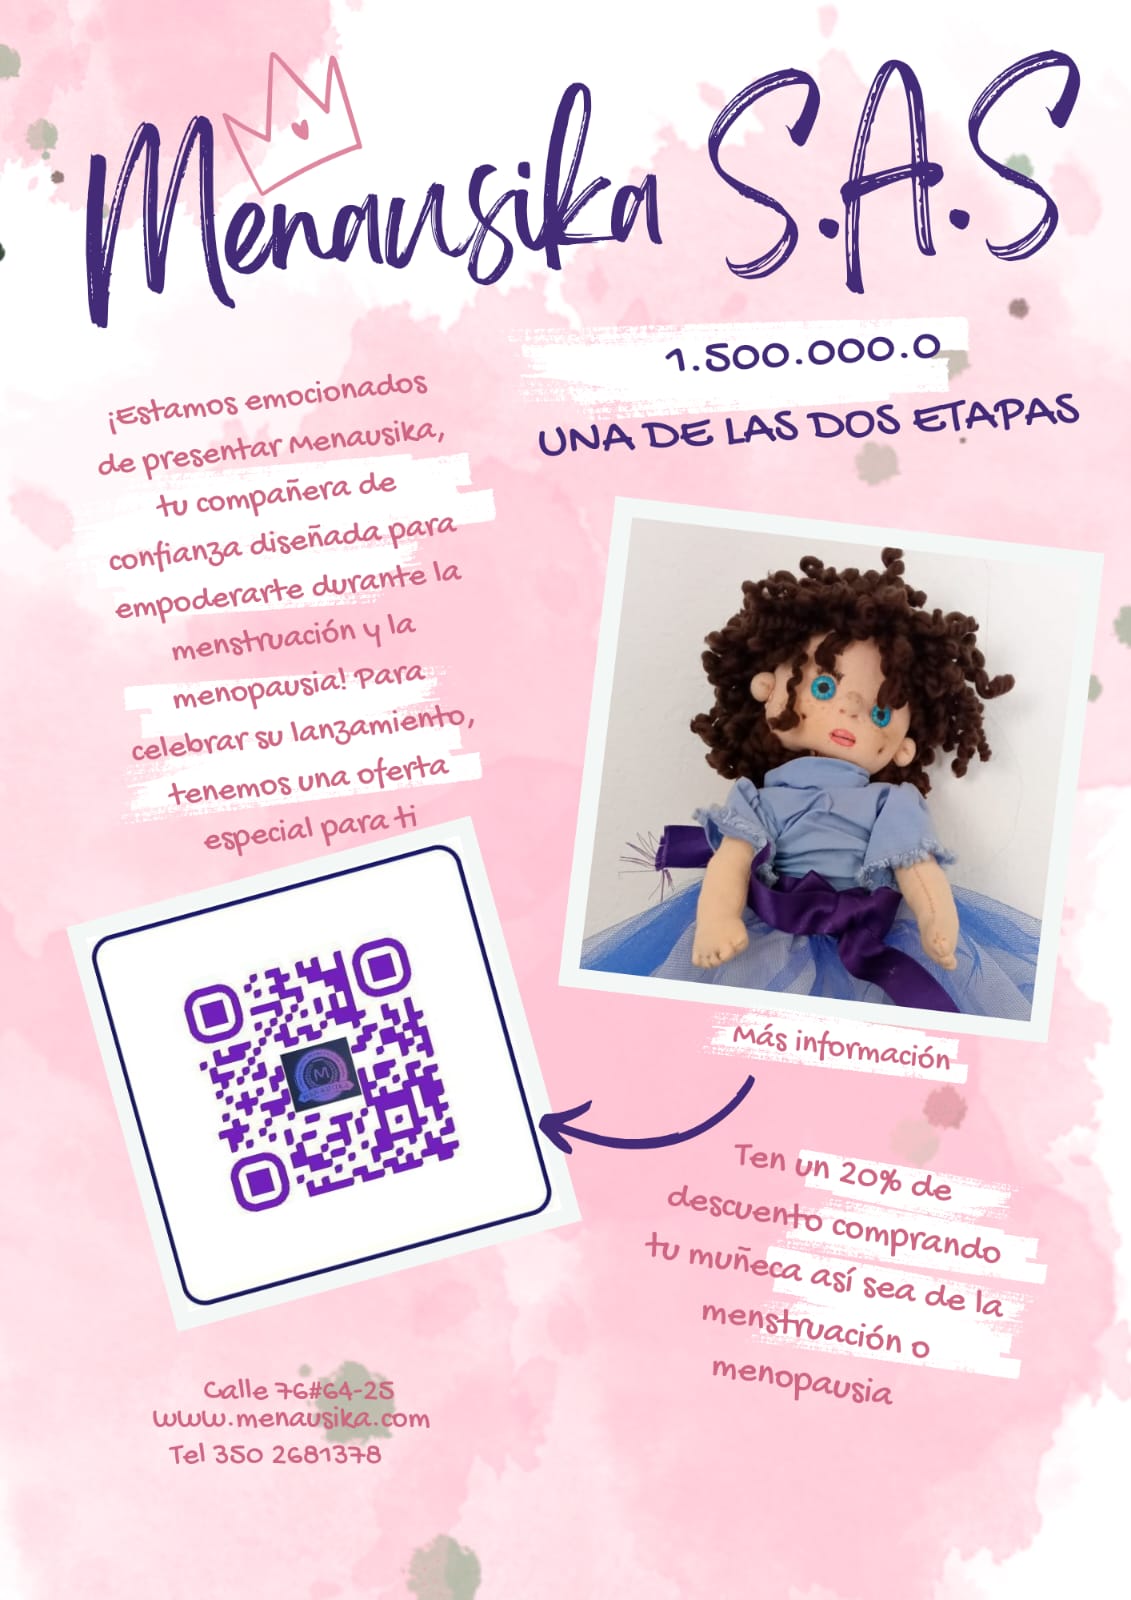 Menausika S.A.S
1.500.000.0
UNA DE LAS DOS ETAPAS
¡Estamos emocionados
de presentar Menausika,
tu compañera de
confianza diseñada para
empoderarte durante la
menstruación y la
menopausia! Para
celebrar su lanzamiento,
tenemos una oferta
especial para ti
M
MENAUSIKA
Más información
Ten un 20% de
descuento comprando
tu muñeca así sea de la
menstruación o
menopausia
Calle 76#64-25
www.menausika.com
Tel 350 2681378